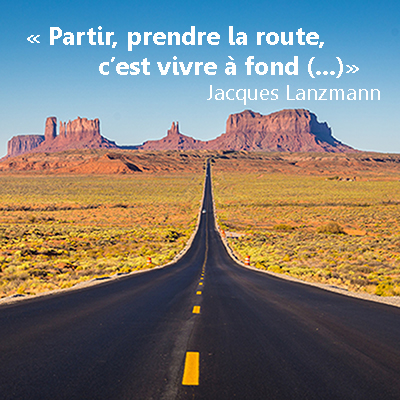 « Partir, prendre la route,
c’est vivre à fond (...)»
Jacques Lanzmann